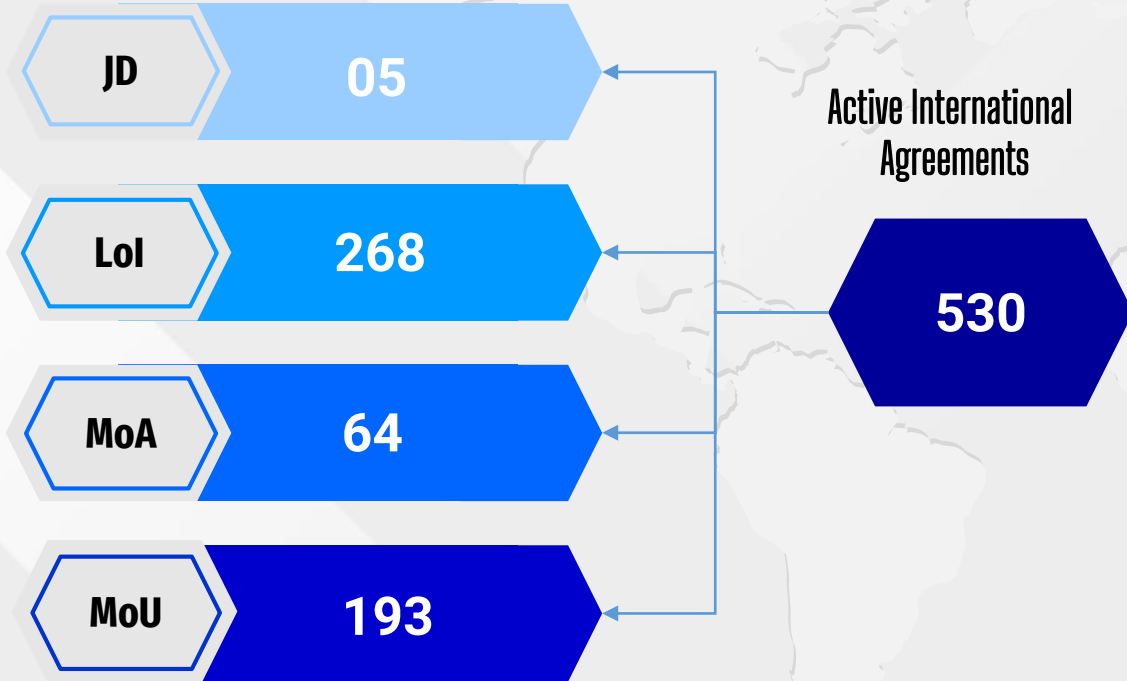 JD
05
LoI
268
MoA
64
MoU
193
Active International
Agreements
530